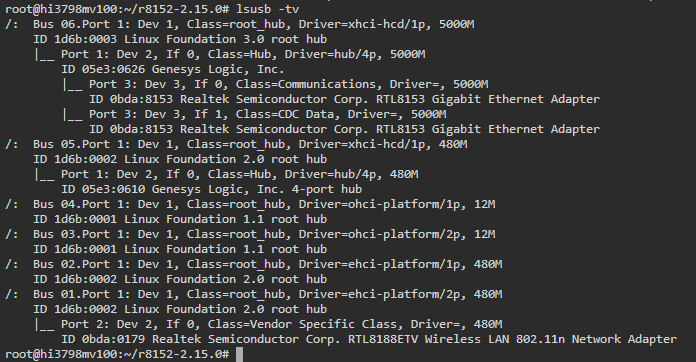 root@hi3798mv100:~/r8152-2.15.0# lsusb -tv
/:  Bus 06.Port 1: Dev 1, Class=root_hub, Driver=xhci-hcd/1p, 5000M
    ID 1d6b:0003 Linux Foundation 3.0 root hub
    |__ Port 1: Dev 2, If 0, Class=Hub, Driver=hub/4p, 5000M
        ID 05e3:0626 Genesys Logic, Inc.
        |__ Port 3: Dev 3, If 0, Class=Communications, Driver=, 5000M
            ID 0bda:8153 Realtek Semiconductor Corp. RTL8153 Gigabit Ethernet Adapter
        |__ Port 3: Dev 3, If 1, Class=CDC Data, Driver=, 5000M
            ID 0bda:8153 Realtek Semiconductor Corp. RTL8153 Gigabit Ethernet Adapter
/:  Bus 05.Port 1: Dev 1, Class=root_hub, Driver=xhci-hcd/1p, 480M
    ID 1d6b:0002 Linux Foundation 2.0 root hub
    |__ Port 1: Dev 2, If 0, Class=Hub, Driver=hub/4p, 480M
        ID 05e3:0610 Genesys Logic, Inc. 4-port hub
/:  Bus 04.Port 1: Dev 1, Class=root_hub, Driver=ohci-platform/1p, 12M
    ID 1d6b:0001 Linux Foundation 1.1 root hub
/:  Bus 03.Port 1: Dev 1, Class=root_hub, Driver=ohci-platform/2p, 12M
    ID 1d6b:0001 Linux Foundation 1.1 root hub
/:  Bus 02.Port 1: Dev 1, Class=root_hub, Driver=ehci-platform/1p, 480M
    ID 1d6b:0002 Linux Foundation 2.0 root hub
/:  Bus 01.Port 1: Dev 1, Class=root_hub, Driver=ehci-platform/2p, 480M
    ID 1d6b:0002 Linux Foundation 2.0 root hub
    |__ Port 2: Dev 2, If 0, Class=Vendor Specific Class, Driver=, 480M
        ID 0bda:0179 Realtek Semiconductor Corp. RTL8188ETV Wireless LAN 802.11n Network Adapter
root@hi3798mv100:~/r8152-2.15.0#